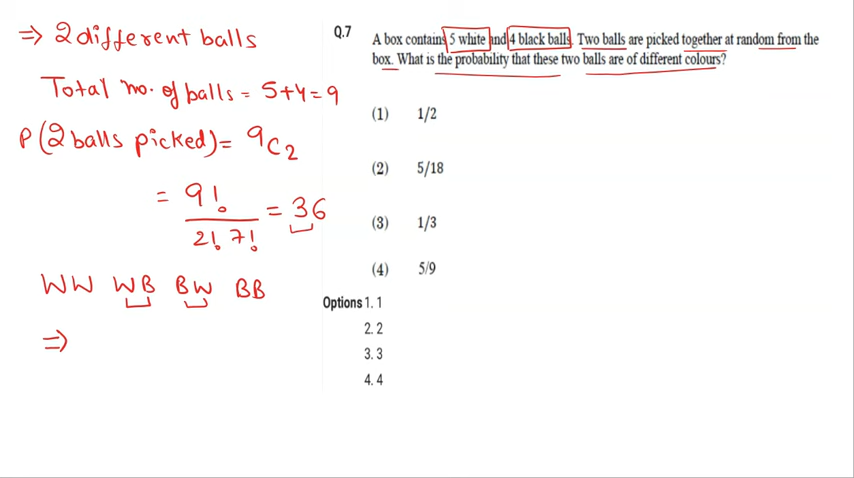 ⇒ 2 different balls
Total no. of balls = 5+4 = 9
P(2 balls picked) = 9C2
= 9! / 2! 7! = 36
WW WB BW BB
⇒
Q.7 A box contains 5 white and 4 black balls. Two balls are picked together at random from the
box. What is the probability that these two balls are of different colours?
(1) 1/2
(2) 5/18
(3) 1/3
(4) 5/9
Options 1. 1
2. 2
3. 3
4. 4